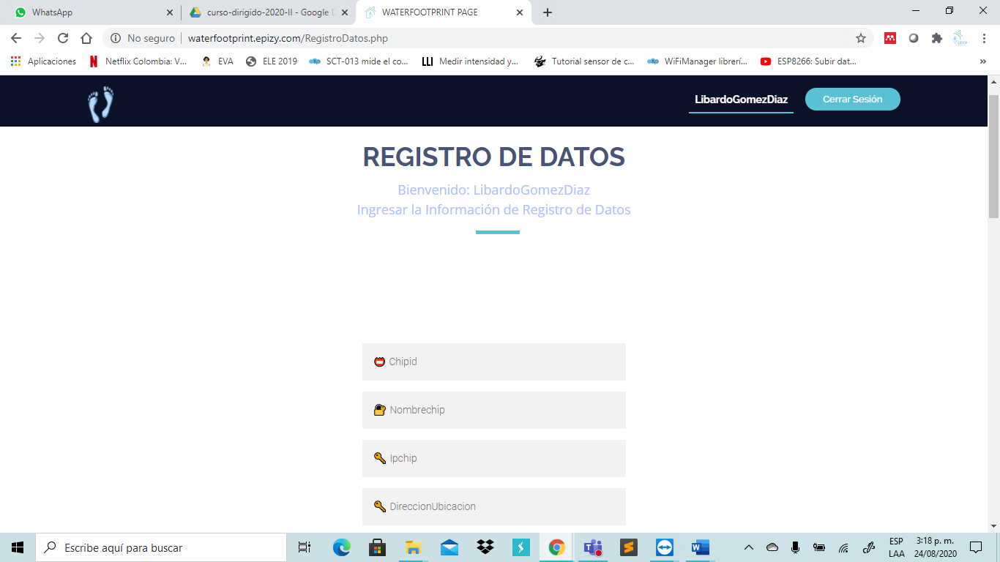 WhatsApp
curso-dirigido-2020-II - Google D
WATERFOOTPRINT PAGE
No seguro
waterfootprint.epizy.com/RegistroDatos.php
Aplicaciones
Netflix Colombia: V...
EVA
ELE 2019
SCT-013 mide el co...
Medir intensidad y...
Tutorial sensor de c...
WiFiManager librerí...
ESP8266: Subir dat...
»
LibardoGomezDiaz
Cerrar Sesión
REGISTRO DE DATOS
Bienvenido: LibardoGomezDiaz
Ingresar la Información de Registro de Datos
Chipid
Nombrechip
Ipchip
DireccionUbicacion
Escribe aquí para buscar
ESP
LAA
3:18 p. m.
24/08/2020